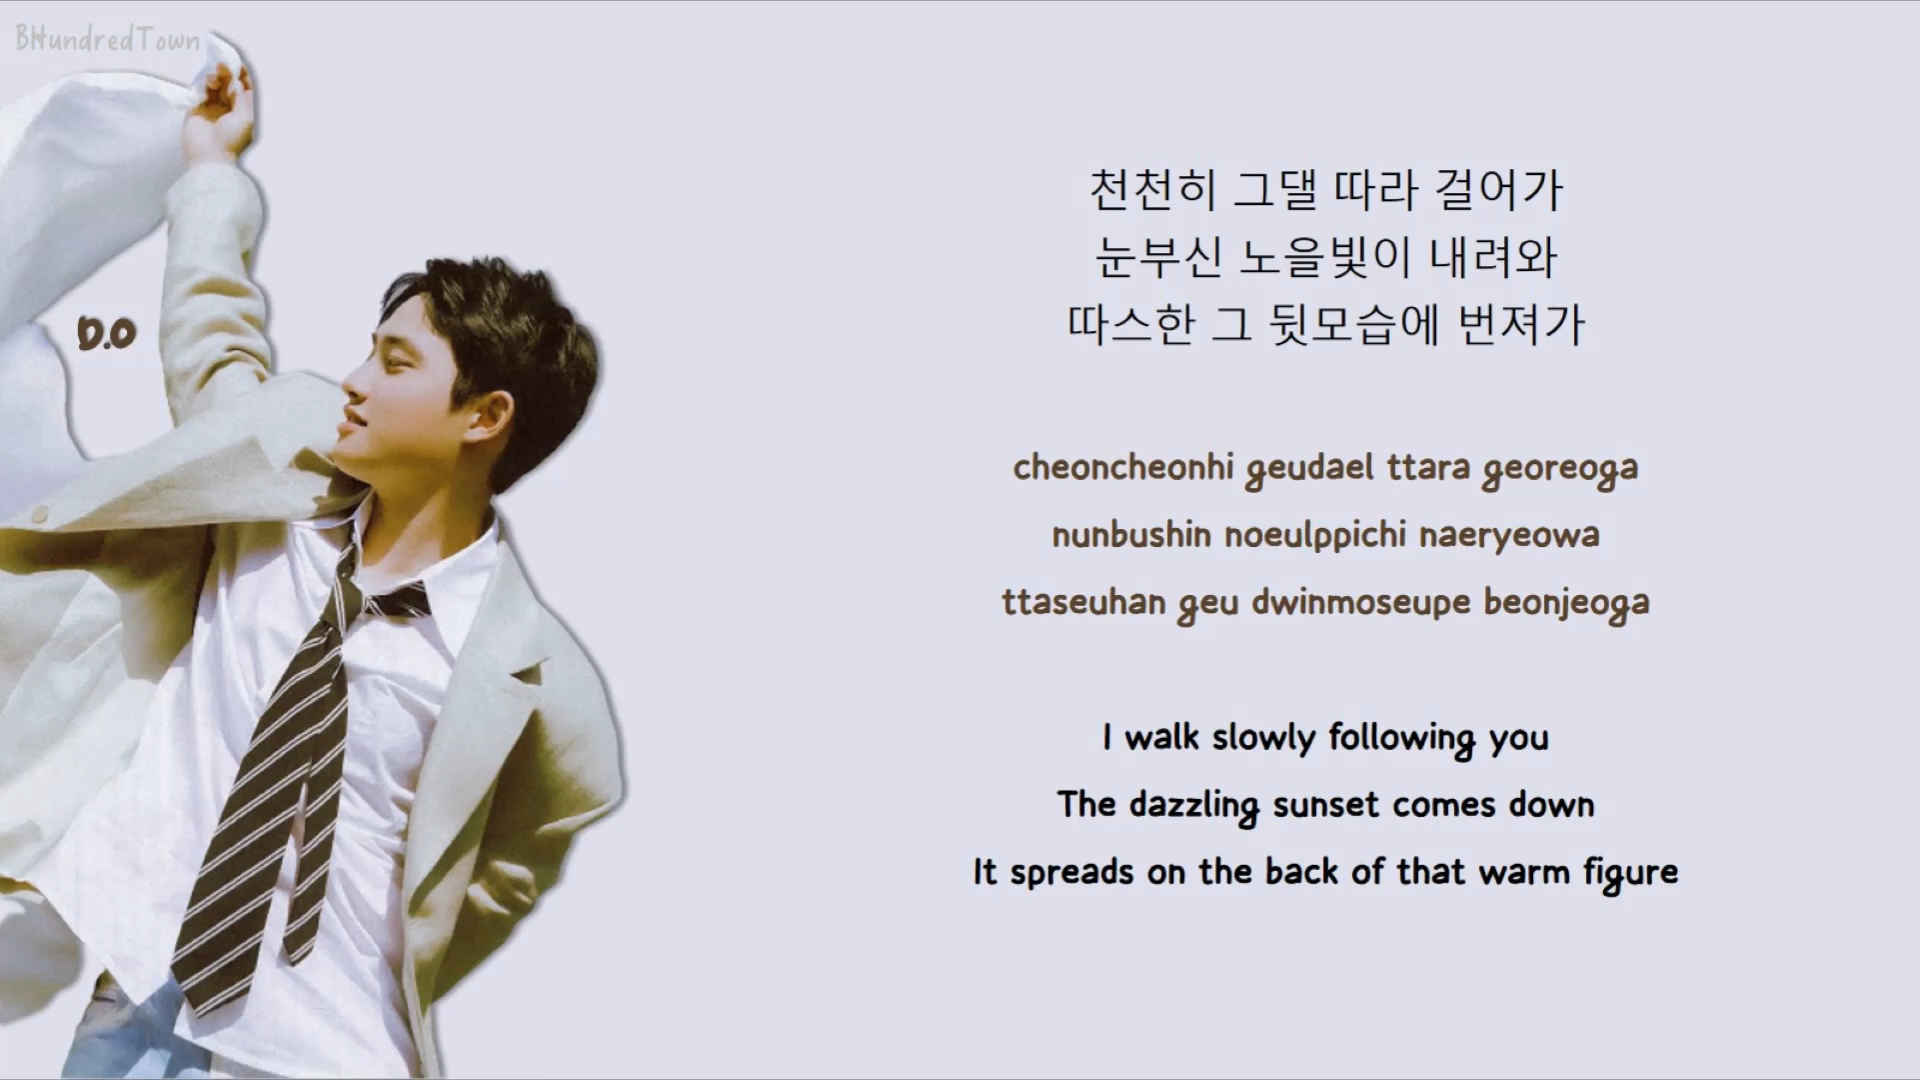 BHundredTown
D.O
천천히 그댈 따라 걸어가
눈부신 노을빛이 내려와
따스한 그 뒷모습에 번져가
cheoncheonhi geudael ttara georeoga
nunbushin noeulppichi naeryeowa
ttaseuhan geu dwinmoseupe beonjeoga
I walk slowly following you
The dazzling sunset comes down
It spreads on the back of that warm figure